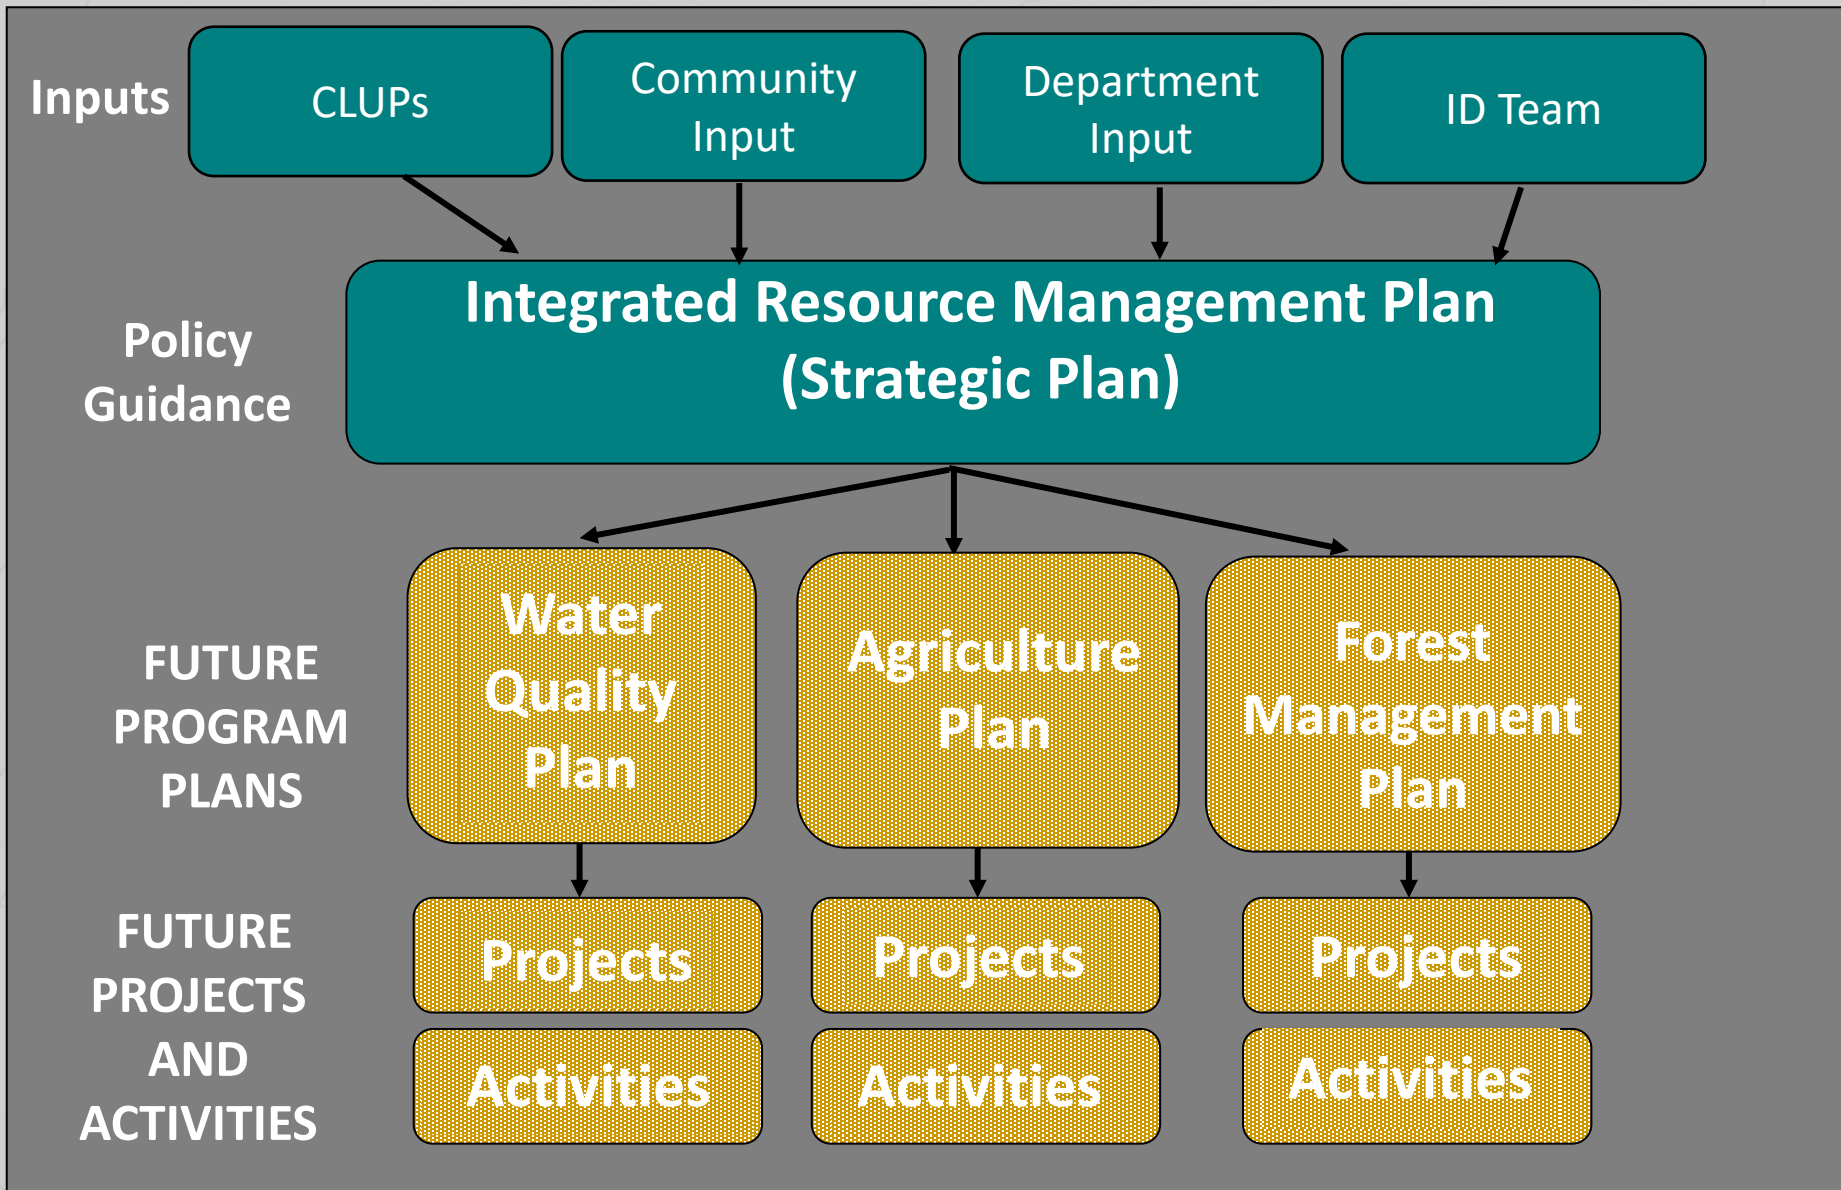 Inputs
CLUPs
Community
Input
Department
Input
ID Team
Policy
Guidance
Integrated Resource Management Plan
(Strategic Plan)
FUTURE
PROGRAM
PLANS
Water
Quality
Plan
Agriculture
Plan
Forest
Management
Plan
FUTURE
PROJECTS
AND
ACTIVITIES
Projects
Projects
Projects
Activities
Activities
Activities